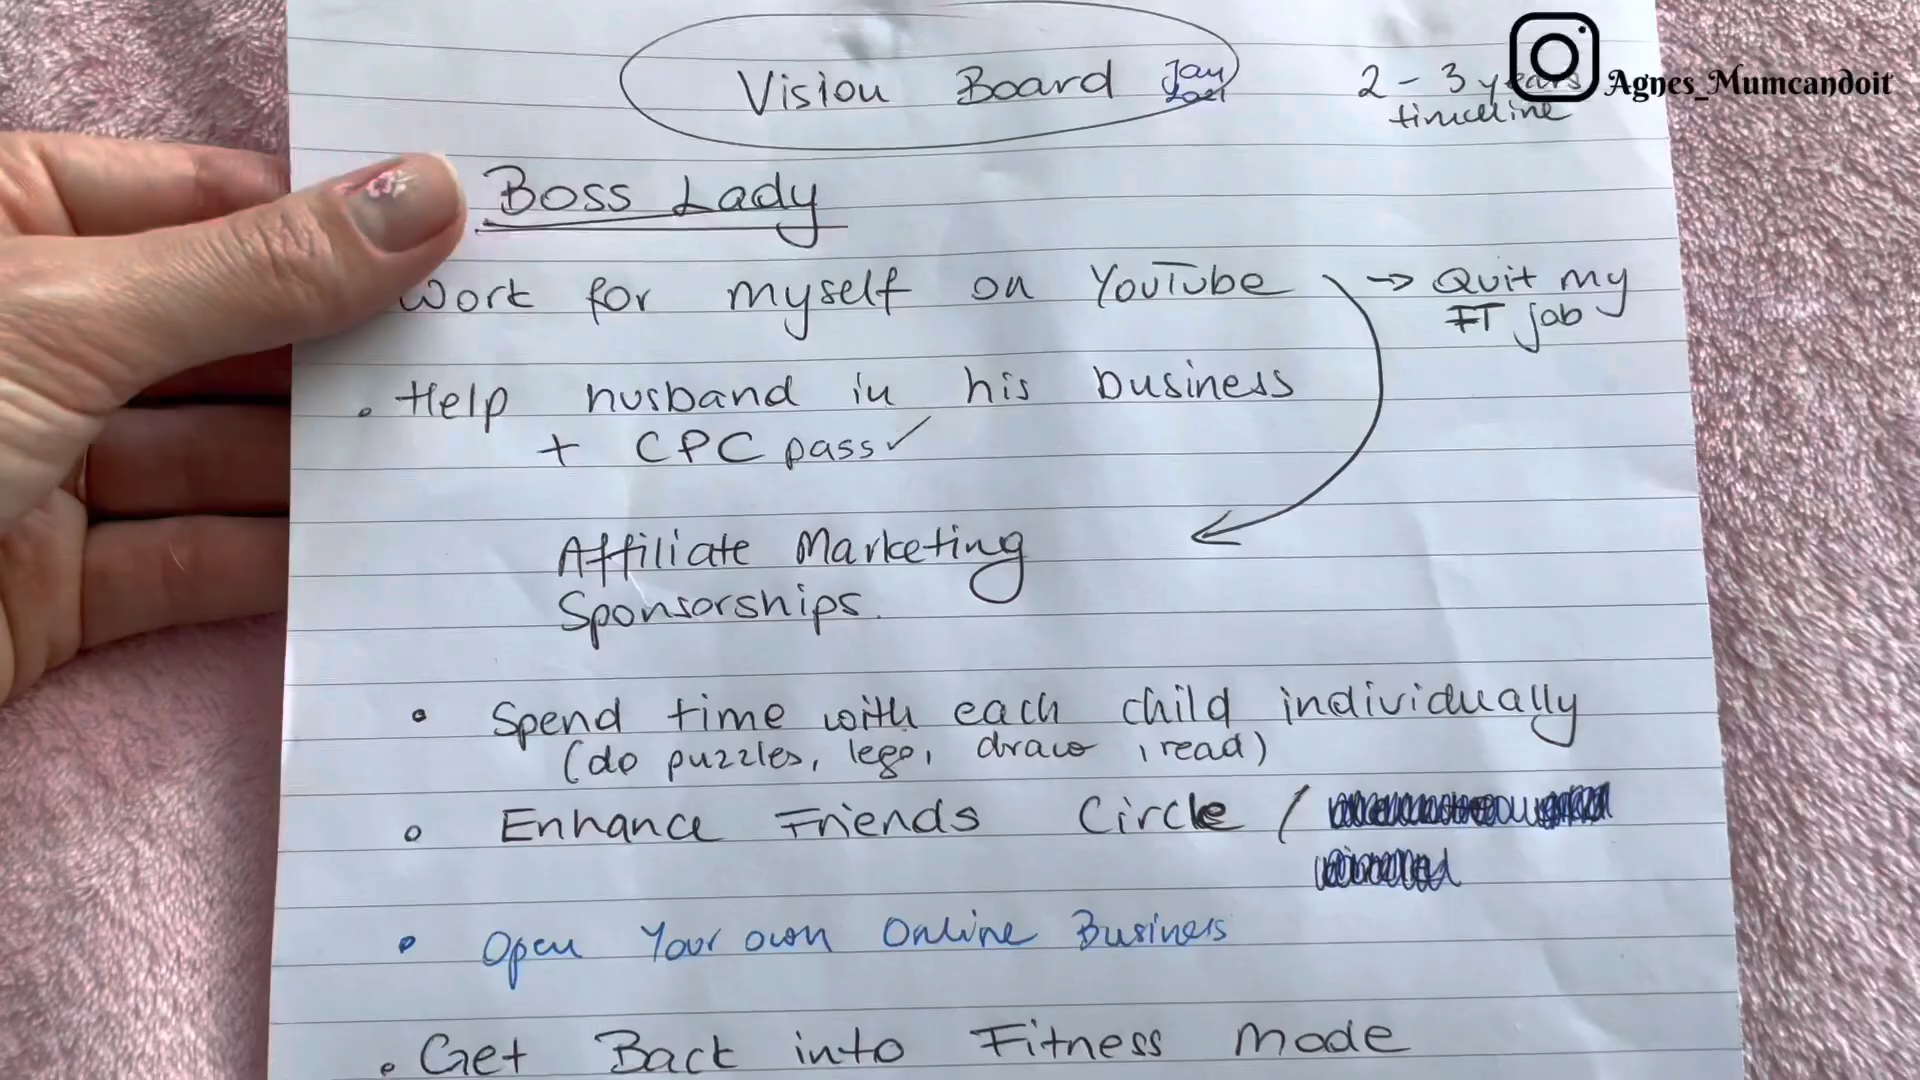 Vision Board Jan 2021
2 - 3 years
timeline
Agnes_Mumcandoit
Boss Lady
Work for myself on YouTube → Quit my
FT job
• Help husband in his business
+ CPC pass ✓
Affiliate Marketing
Sponsorships.
• Spend time with each child individually
(do puzzles, lego, draw, read)
• Enhance Friends Circle /
• Open Your own Online Business
• Get Back into Fitness mode